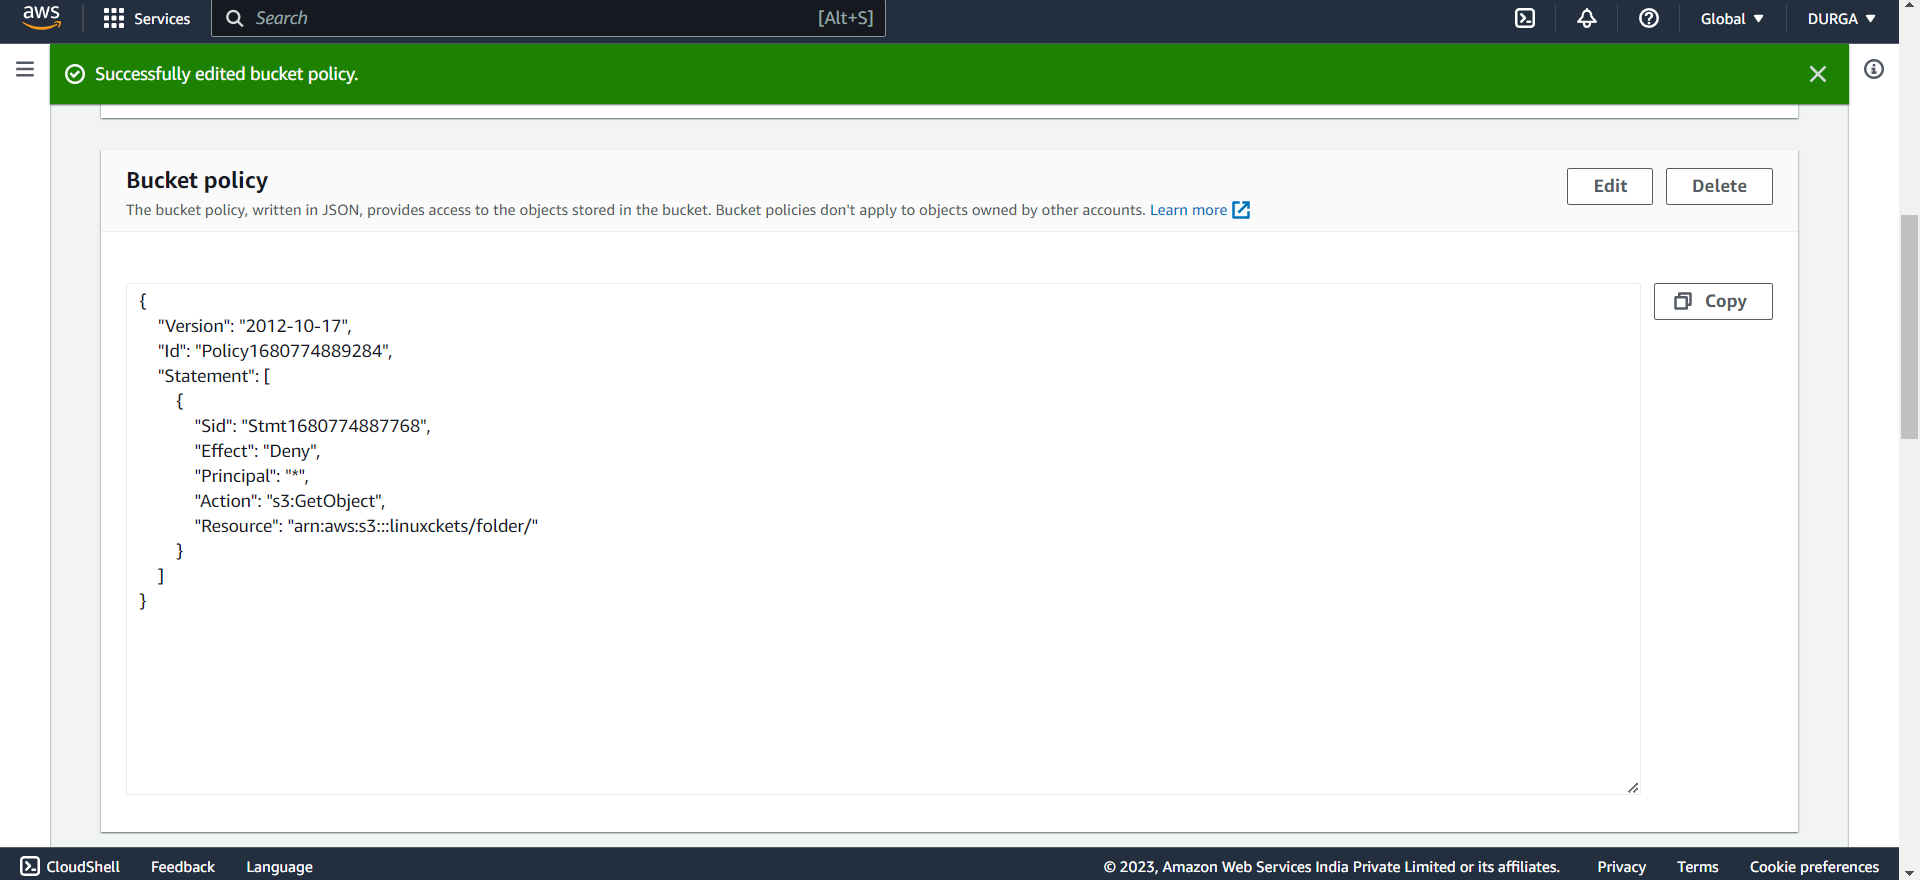 aws Services Search [Alt+S] Global DURGA
Successfully edited bucket policy.
Bucket policy
Edit Delete
The bucket policy, written in JSON, provides access to the objects stored in the bucket. Bucket policies don't apply to objects owned by other accounts. Learn more
Copy
{
"Version": "2012-10-17",
"Id": "Policy1680774889284",
"Statement": [
{
"Sid": "Stmt1680774887768",
"Effect": "Deny",
"Principal": "*",
"Action": "s3:GetObject",
"Resource": "arn:aws:s3:::linuxckets/folder/"
}
]
}
CloudShell Feedback Language © 2023, Amazon Web Services India Private Limited or its affiliates. Privacy Terms Cookie preferences